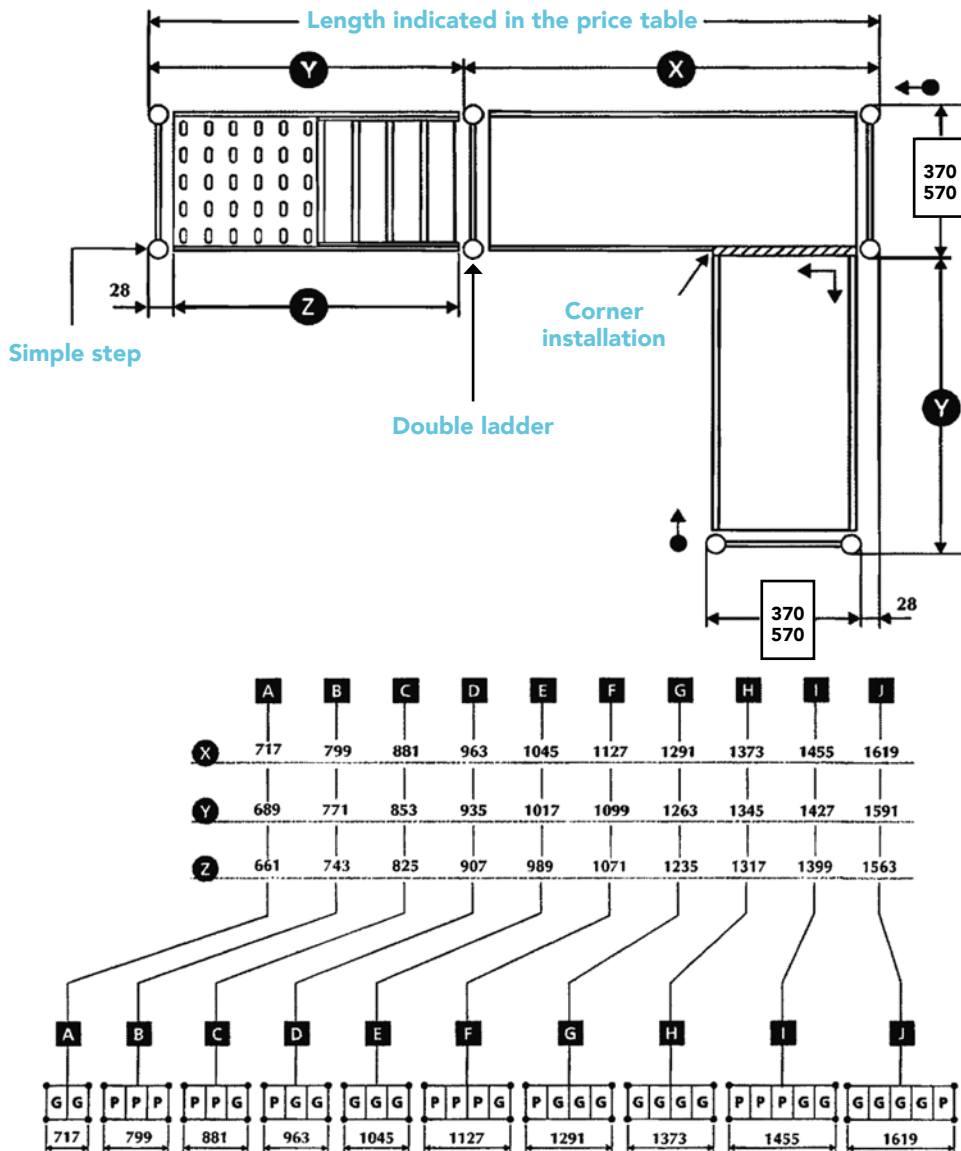 Length indicated in the price table
Y X
370
570
28
Z
Simple step
Corner
installation
Double ladder
Y
370
570
28
A B C D E F G H I J
X 717 799 881 963 1045 1127 1291 1373 1455 1619
Y 689 771 853 935 1017 1099 1263 1345 1427 1591
Z 661 743 825 907 989 1071 1235 1317 1399 1563
A B C D E F G H I J
G G P P P P P G P G G G G G P P P G P G G G G G G G P P P G G G G G G P
717 799 881 963 1045 1127 1291 1373 1455 1619